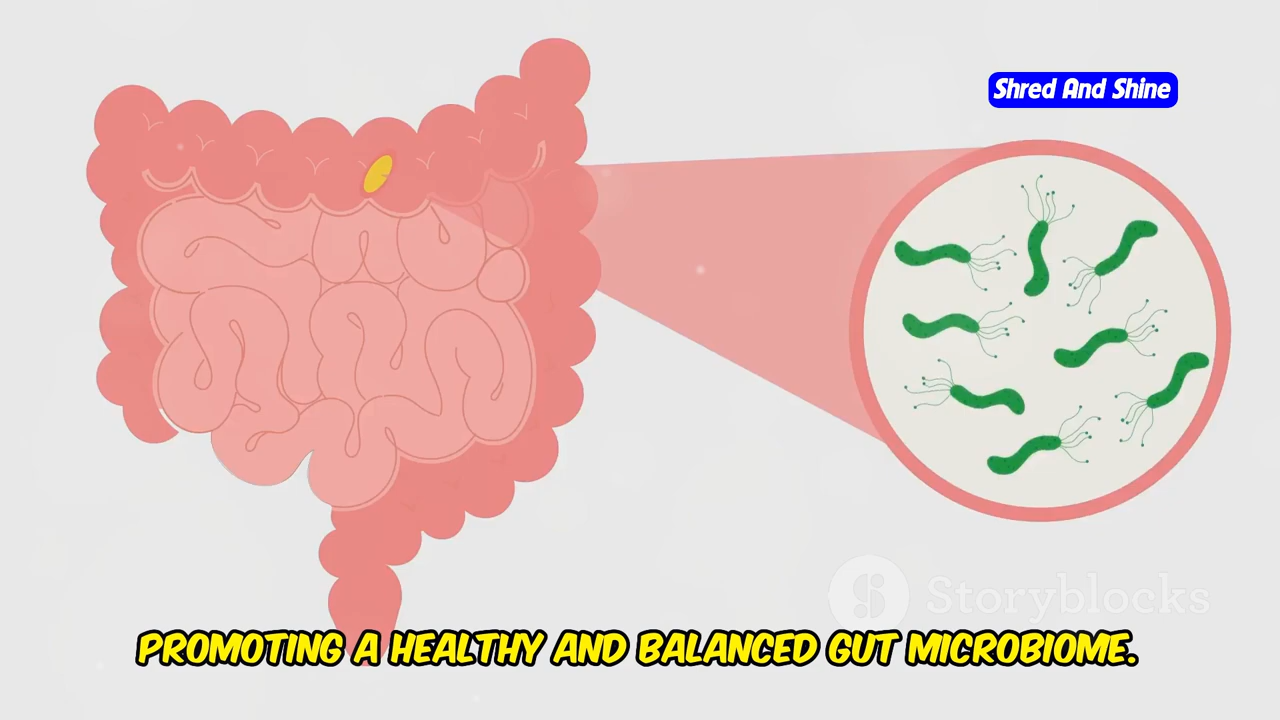 Shred And Shine
Storyblocks
PROMOTING A HEALTHY AND BALANCED GUT MICROBIOME.